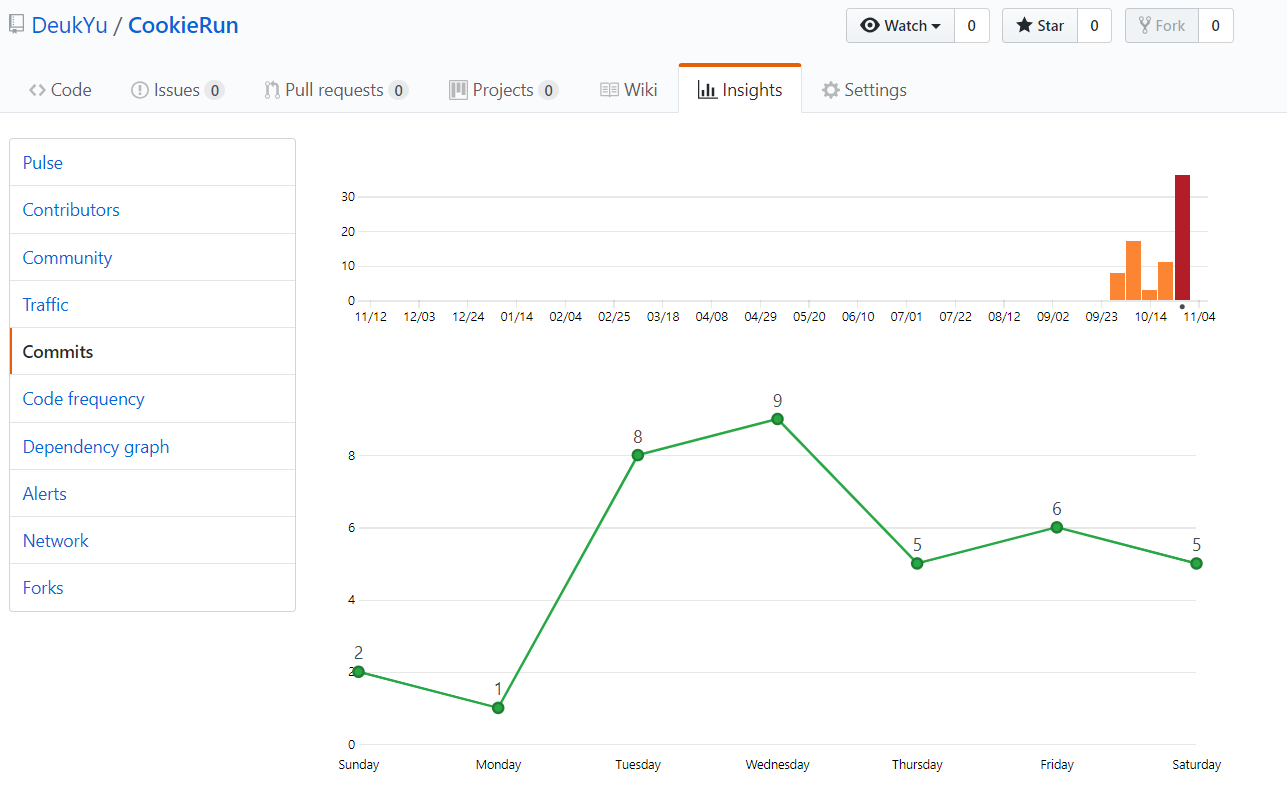 DeukYu / CookieRun
Watch 0 Star 0 Fork 0
Code Issues 0 Pull requests 0 Projects 0 Wiki Insights Settings
Pulse
Contributors
Community
Traffic
Commits
Code frequency
Dependency graph
Alerts
Network
Forks
30
20
10
0
11/12 12/03 12/24 01/14 02/04 02/25 03/18 04/08 04/29 05/20 06/10 07/01 07/22 08/12 09/02 09/23 10/14 11/04
9
8
8
6
6
5
5
4
2
2
1
0
Sunday Monday Tuesday Wednesday Thursday Friday Saturday